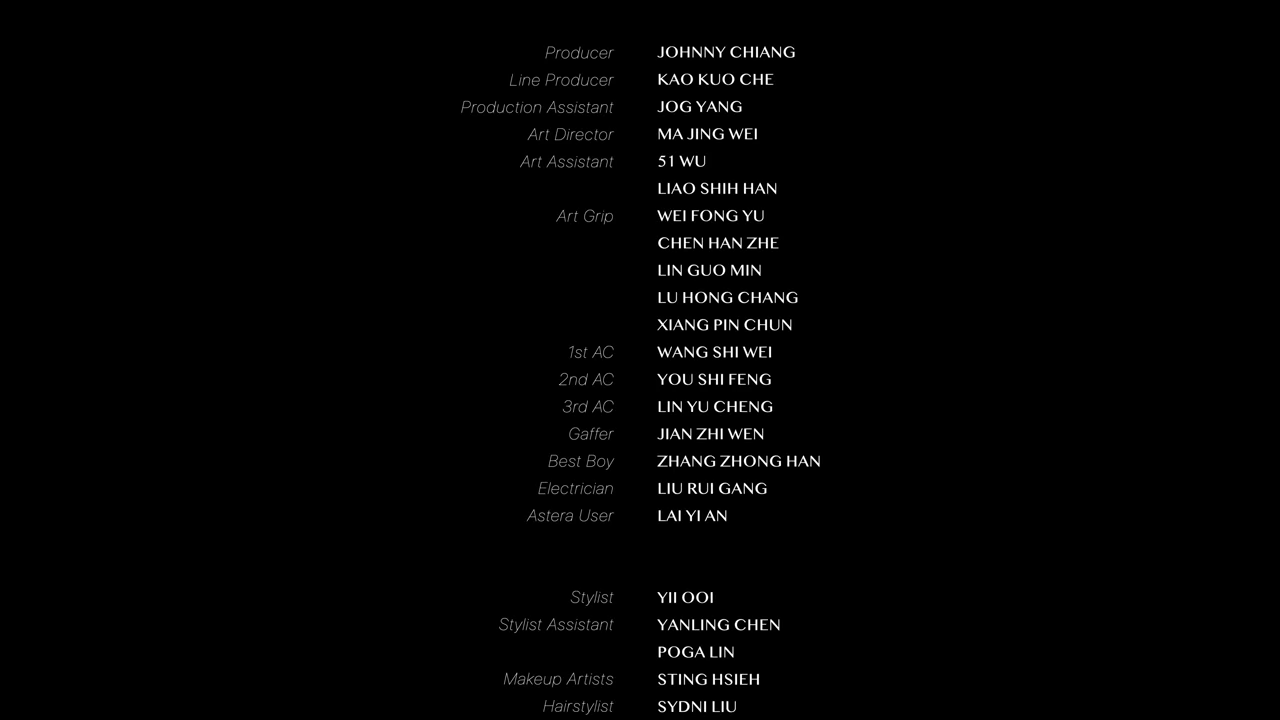 Producer JOHNNY CHIANG
Line Producer KAO KUO CHE
Production Assistant JOG YANG
Art Director MA JING WEI
Art Assistant 51 WU
LIAO SHIH HAN
Art Grip WEI FONG YU
CHEN HAN ZHE
LIN GUO MIN
LU HONG CHANG
XIANG PIN CHUN
1st AC WANG SHI WEI
2nd AC YOU SHI FENG
3rd AC LIN YU CHENG
Gaffer JIAN ZHI WEN
Best Boy ZHANG ZHONG HAN
Electrician LIU RUI GANG
Astera User LAI YI AN
Stylist YII OOI
Stylist Assistant YANLING CHEN
POGA LIN
Makeup Artists STING HSIEH
Hairstylist SYDNI LIU